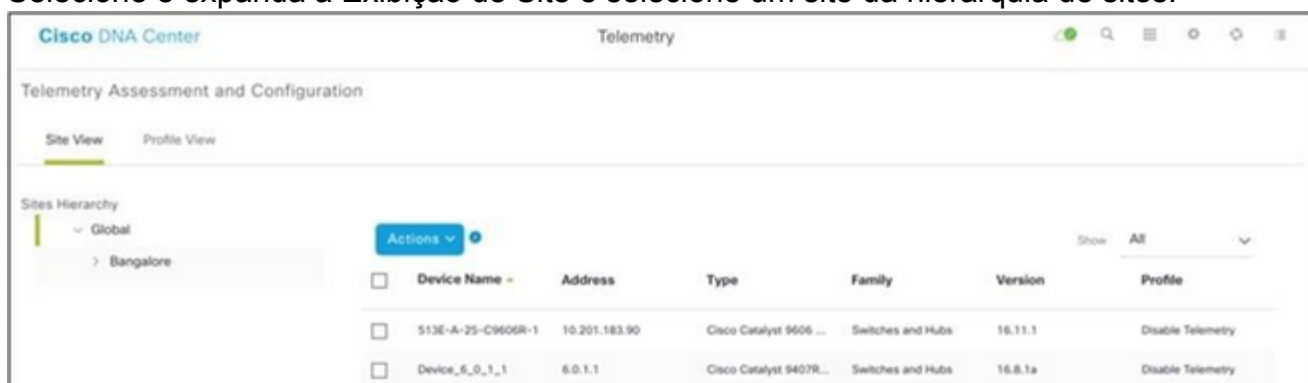 Selecione e expanda a Exibição do Site e selecione um site da hierarquia de sites.
Cisco DNA Center Telemetry
Telemetry Assessment and Configuration
Site View Profile View
Sites Hierarchy
Global
Bangalore
Actions Show All
Device Name Address Type Family Version Profile
513E-A-25-C9606R-1 10.201.183.90 Cisco Catalyst 9606 ... Switches and Hubs 16.11.1 Disable Telemetry
Device_6_0_1_1 6.0.1.1 Cisco Catalyst 9407R... Switches and Hubs 16.8.1a Disable Telemetry